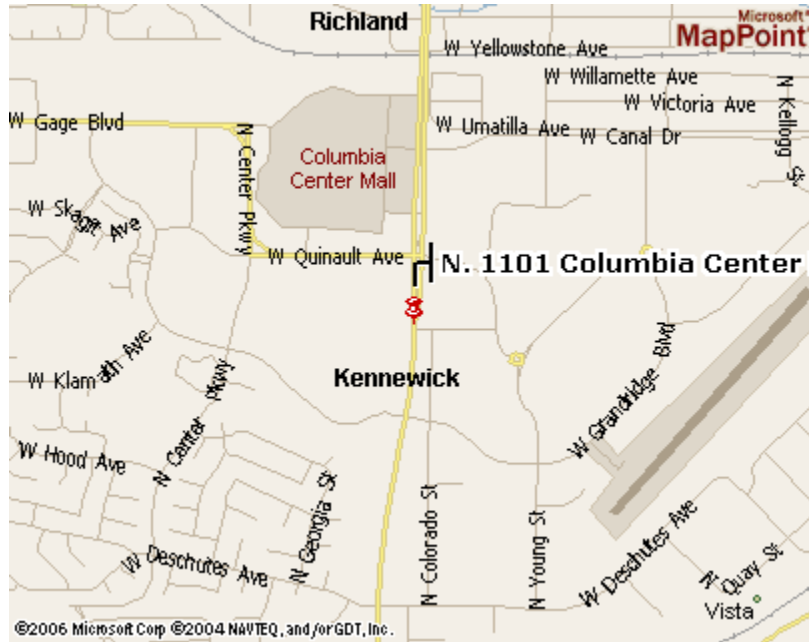 Richland
Microsoft®
MapPoint®
W Yellowstone Ave
W Willamette Ave
W Victoria Ave
N Kellogg St
W Gage Blvd
N Center Pkwy
W Umatilla Ave
W Canal Dr
Columbia
Center Mall
W Skagit Ave
W Quinault Ave
N. 1101 Columbia Center
W Klamath Ave
Kennewick
W Grandridge Blvd
N Center Pkwy
W Hood Ave
N Georgia St
N Colorado St
N Young St
W Deschutes Ave
W Deschutes Ave
N Quay St
Vista
©2006 Microsoft Corp ©2004 NAVTEQ, and/or GDT, Inc.